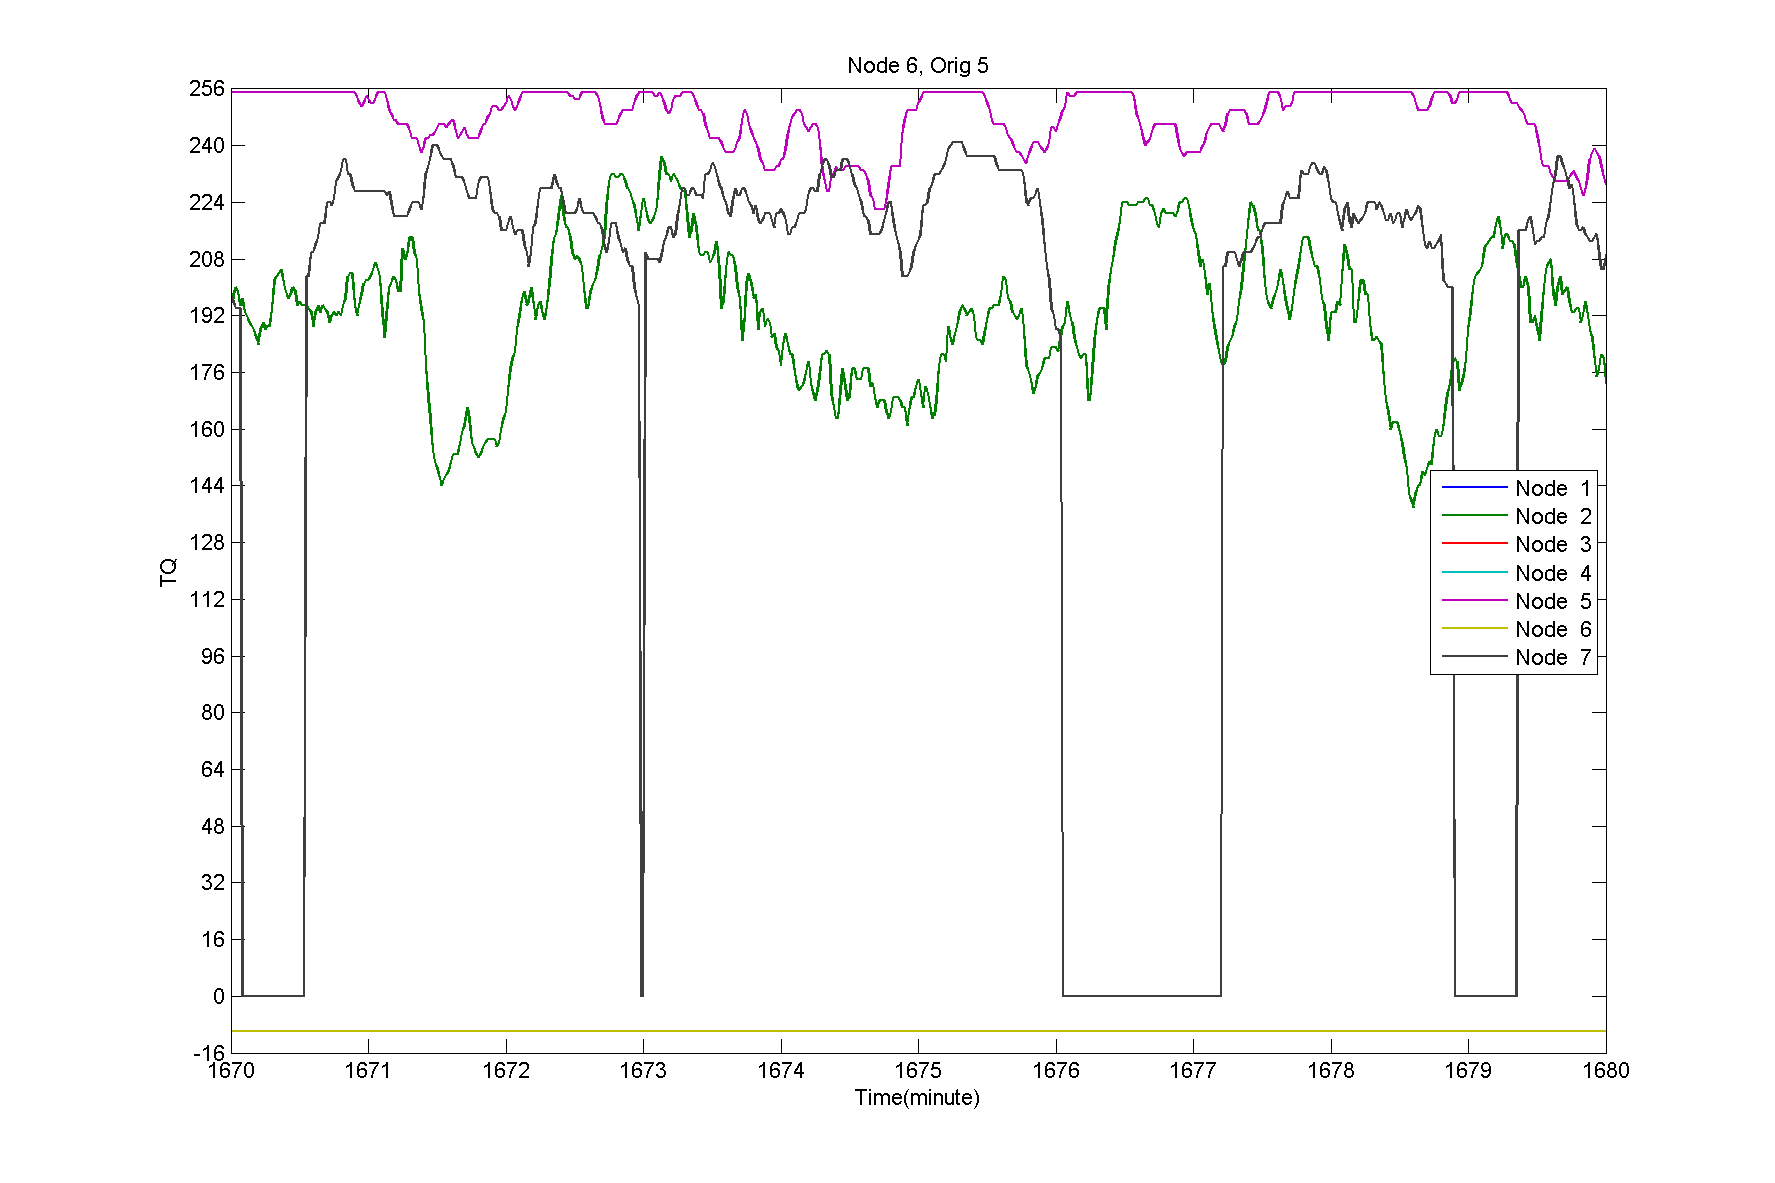 Node 6, Orig 5
256
240
224
208
192
176
160
144
128
112
96
80
64
48
32
16
0
-16
TQ
Node 1
Node 2
Node 3
Node 4
Node 5
Node 6
Node 7
1670 1671 1672 1673 1674 1675 1676 1677 1678 1679 1680
Time(minute)